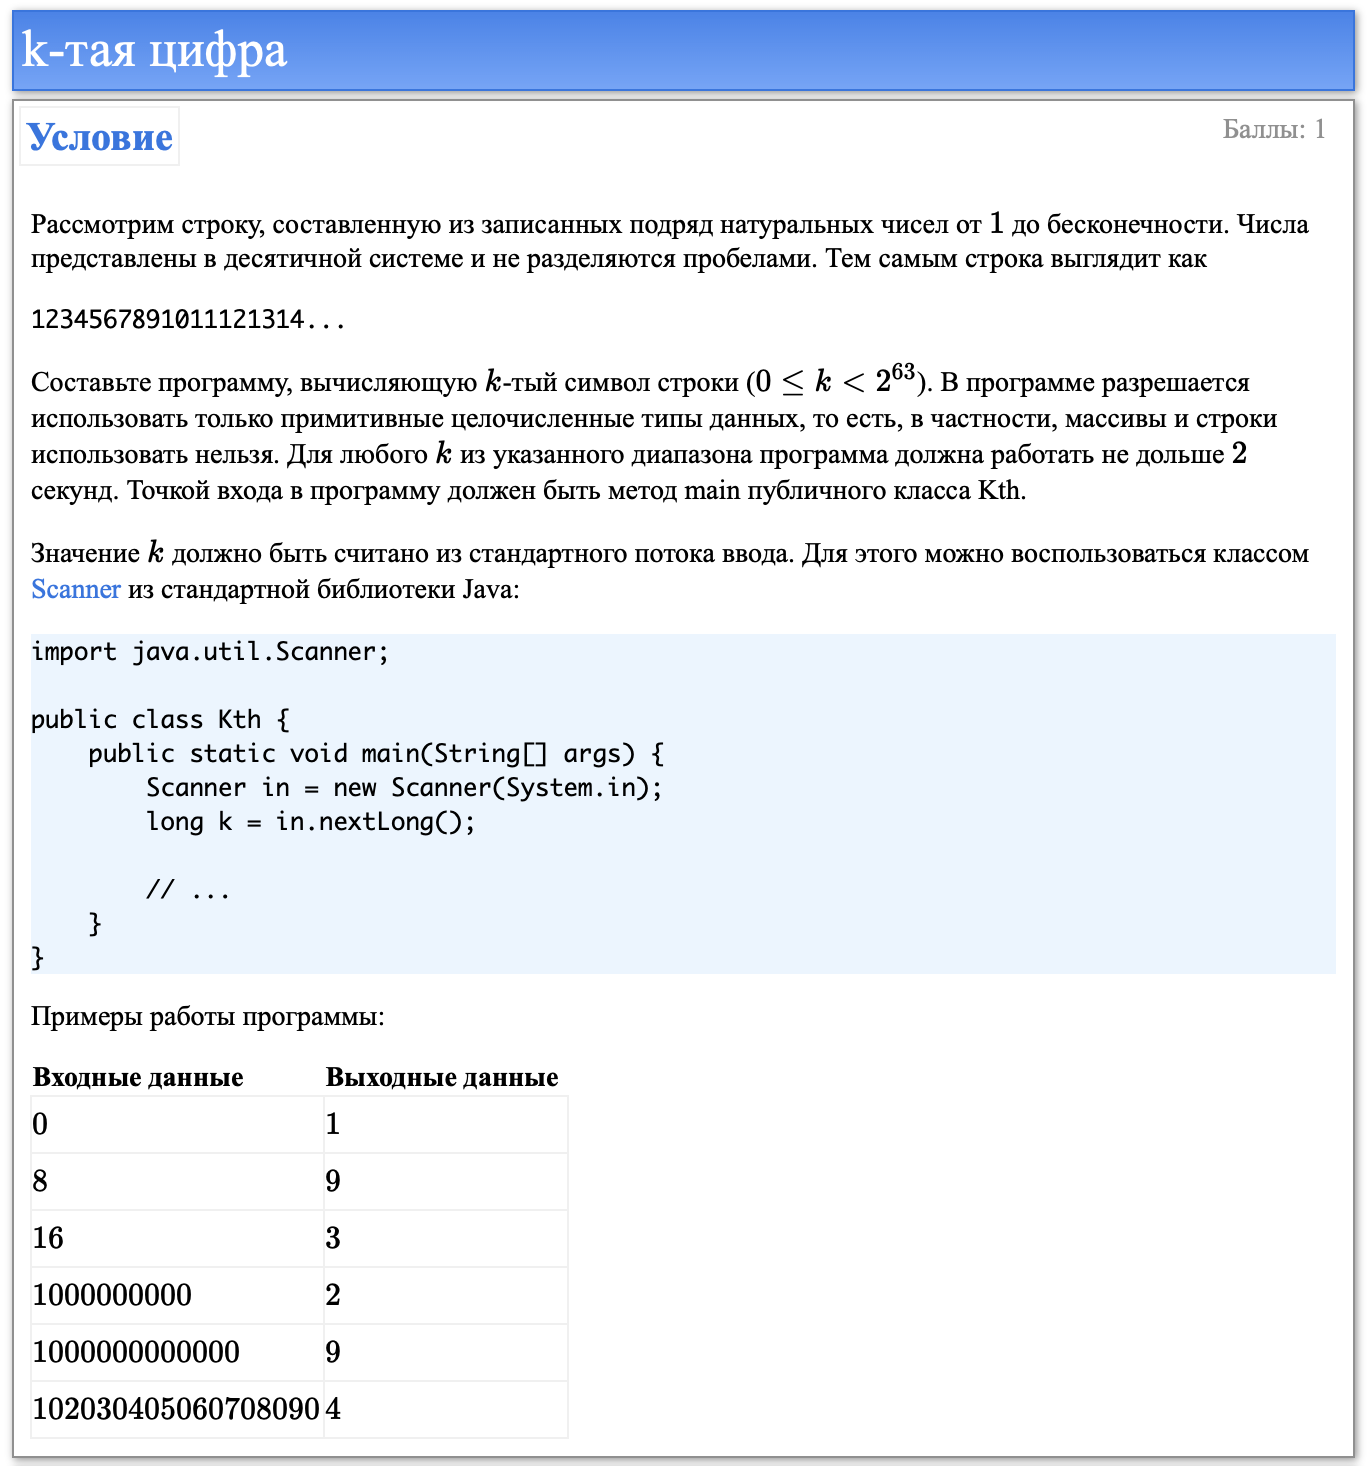 k-тая цифра
Условие
Баллы: 1
Рассмотрим строку, составленную из записанных подряд натуральных чисел от 1 до бесконечности. Числа
представлены в десятичной системе и не разделяются пробелами. Тем самым строка выглядит как
1234567891011121314...
Составьте программу, вычисляющую k-тый символ строки (0 ≤ k < 2^63). В программе разрешается
использовать только примитивные целочисленные типы данных, то есть, в частности, массивы и строки
использовать нельзя. Для любого k из указанного диапазона программа должна работать не дольше 2
секунд. Точкой входа в программу должен быть метод main публичного класса Kth.
Значение k должно быть считано из стандартного потока ввода. Для этого можно воспользоваться классом
Scanner из стандартной библиотеки Java:
import java.util.Scanner;
public class Kth {
    public static void main(String[] args) {
        Scanner in = new Scanner(System.in);
        long k = in.nextLong();
        // ...
    }
}
Примеры работы программы:
Входные данные Выходные данные
0 1
8 9
16 3
1000000000 2
1000000000000 9
102030405060708090 4